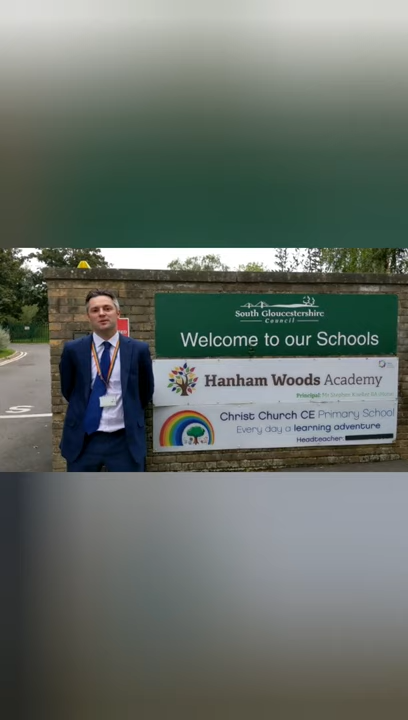 South Gloucestershire
Council
Welcome to our Schools
Hanham Woods Academy
Principal:
Christ Church CE Primary School
Every day a learning adventure
Headteacher: